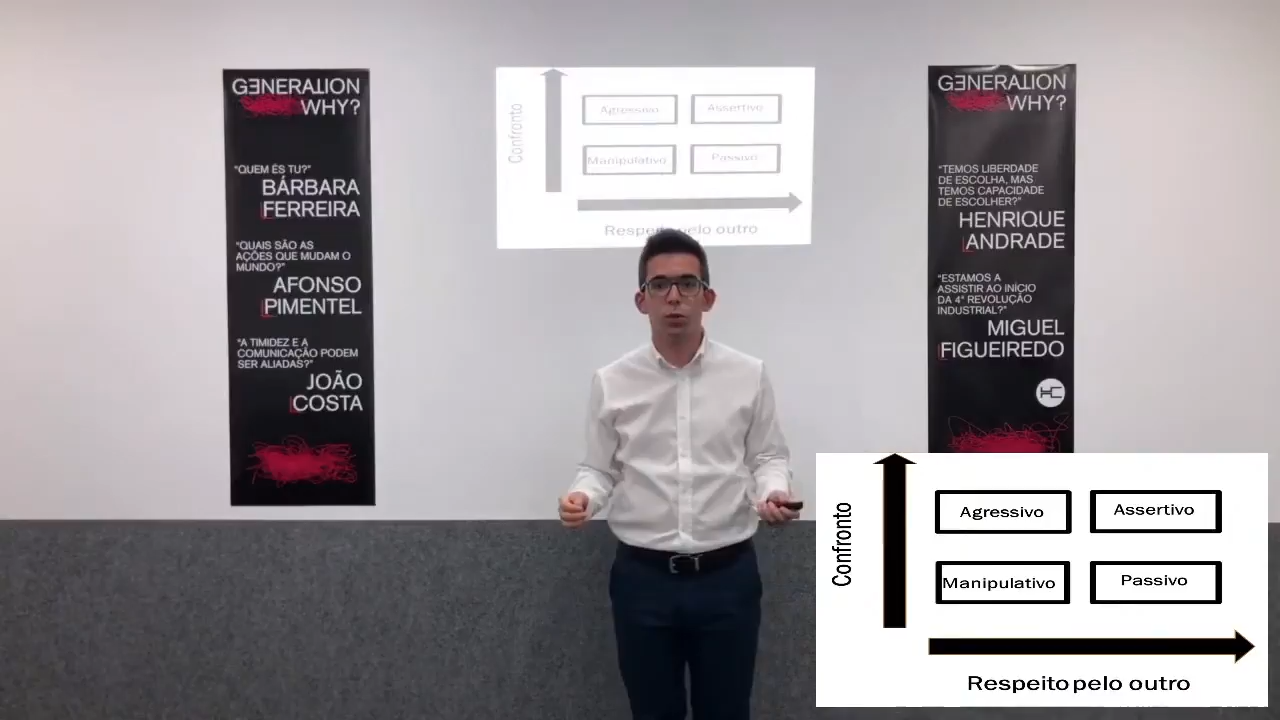 GENERATION
WHY?
"QUEM ÉS TU?"
BÁRBARA
FERREIRA
"QUAIS SÃO AS
AÇÕES QUE MUDAM O
MUNDO?"
AFONSO
PIMENTEL
"A TIMIDEZ E A
COMUNICAÇÃO PODEM
SER ALIADAS?"
JOÃO
COSTA
Confronto
Agressivo
Assertivo
Manipulativo
Passivo
Respeito pelo outro
GENERATION
WHY?
"TEMOS LIBERDADE
DE ESCOLHA, MAS
TEMOS CAPACIDADE
DE ESCOLHER?"
HENRIQUE
ANDRADE
"ESTAMOS A
ASSISTIR AO INÍCIO
DA 4ª REVOLUÇÃO
INDUSTRIAL?"
MIGUEL
FIGUEIREDO
HC
Confronto
Agressivo
Assertivo
Manipulativo
Passivo
Respeito pelo outro